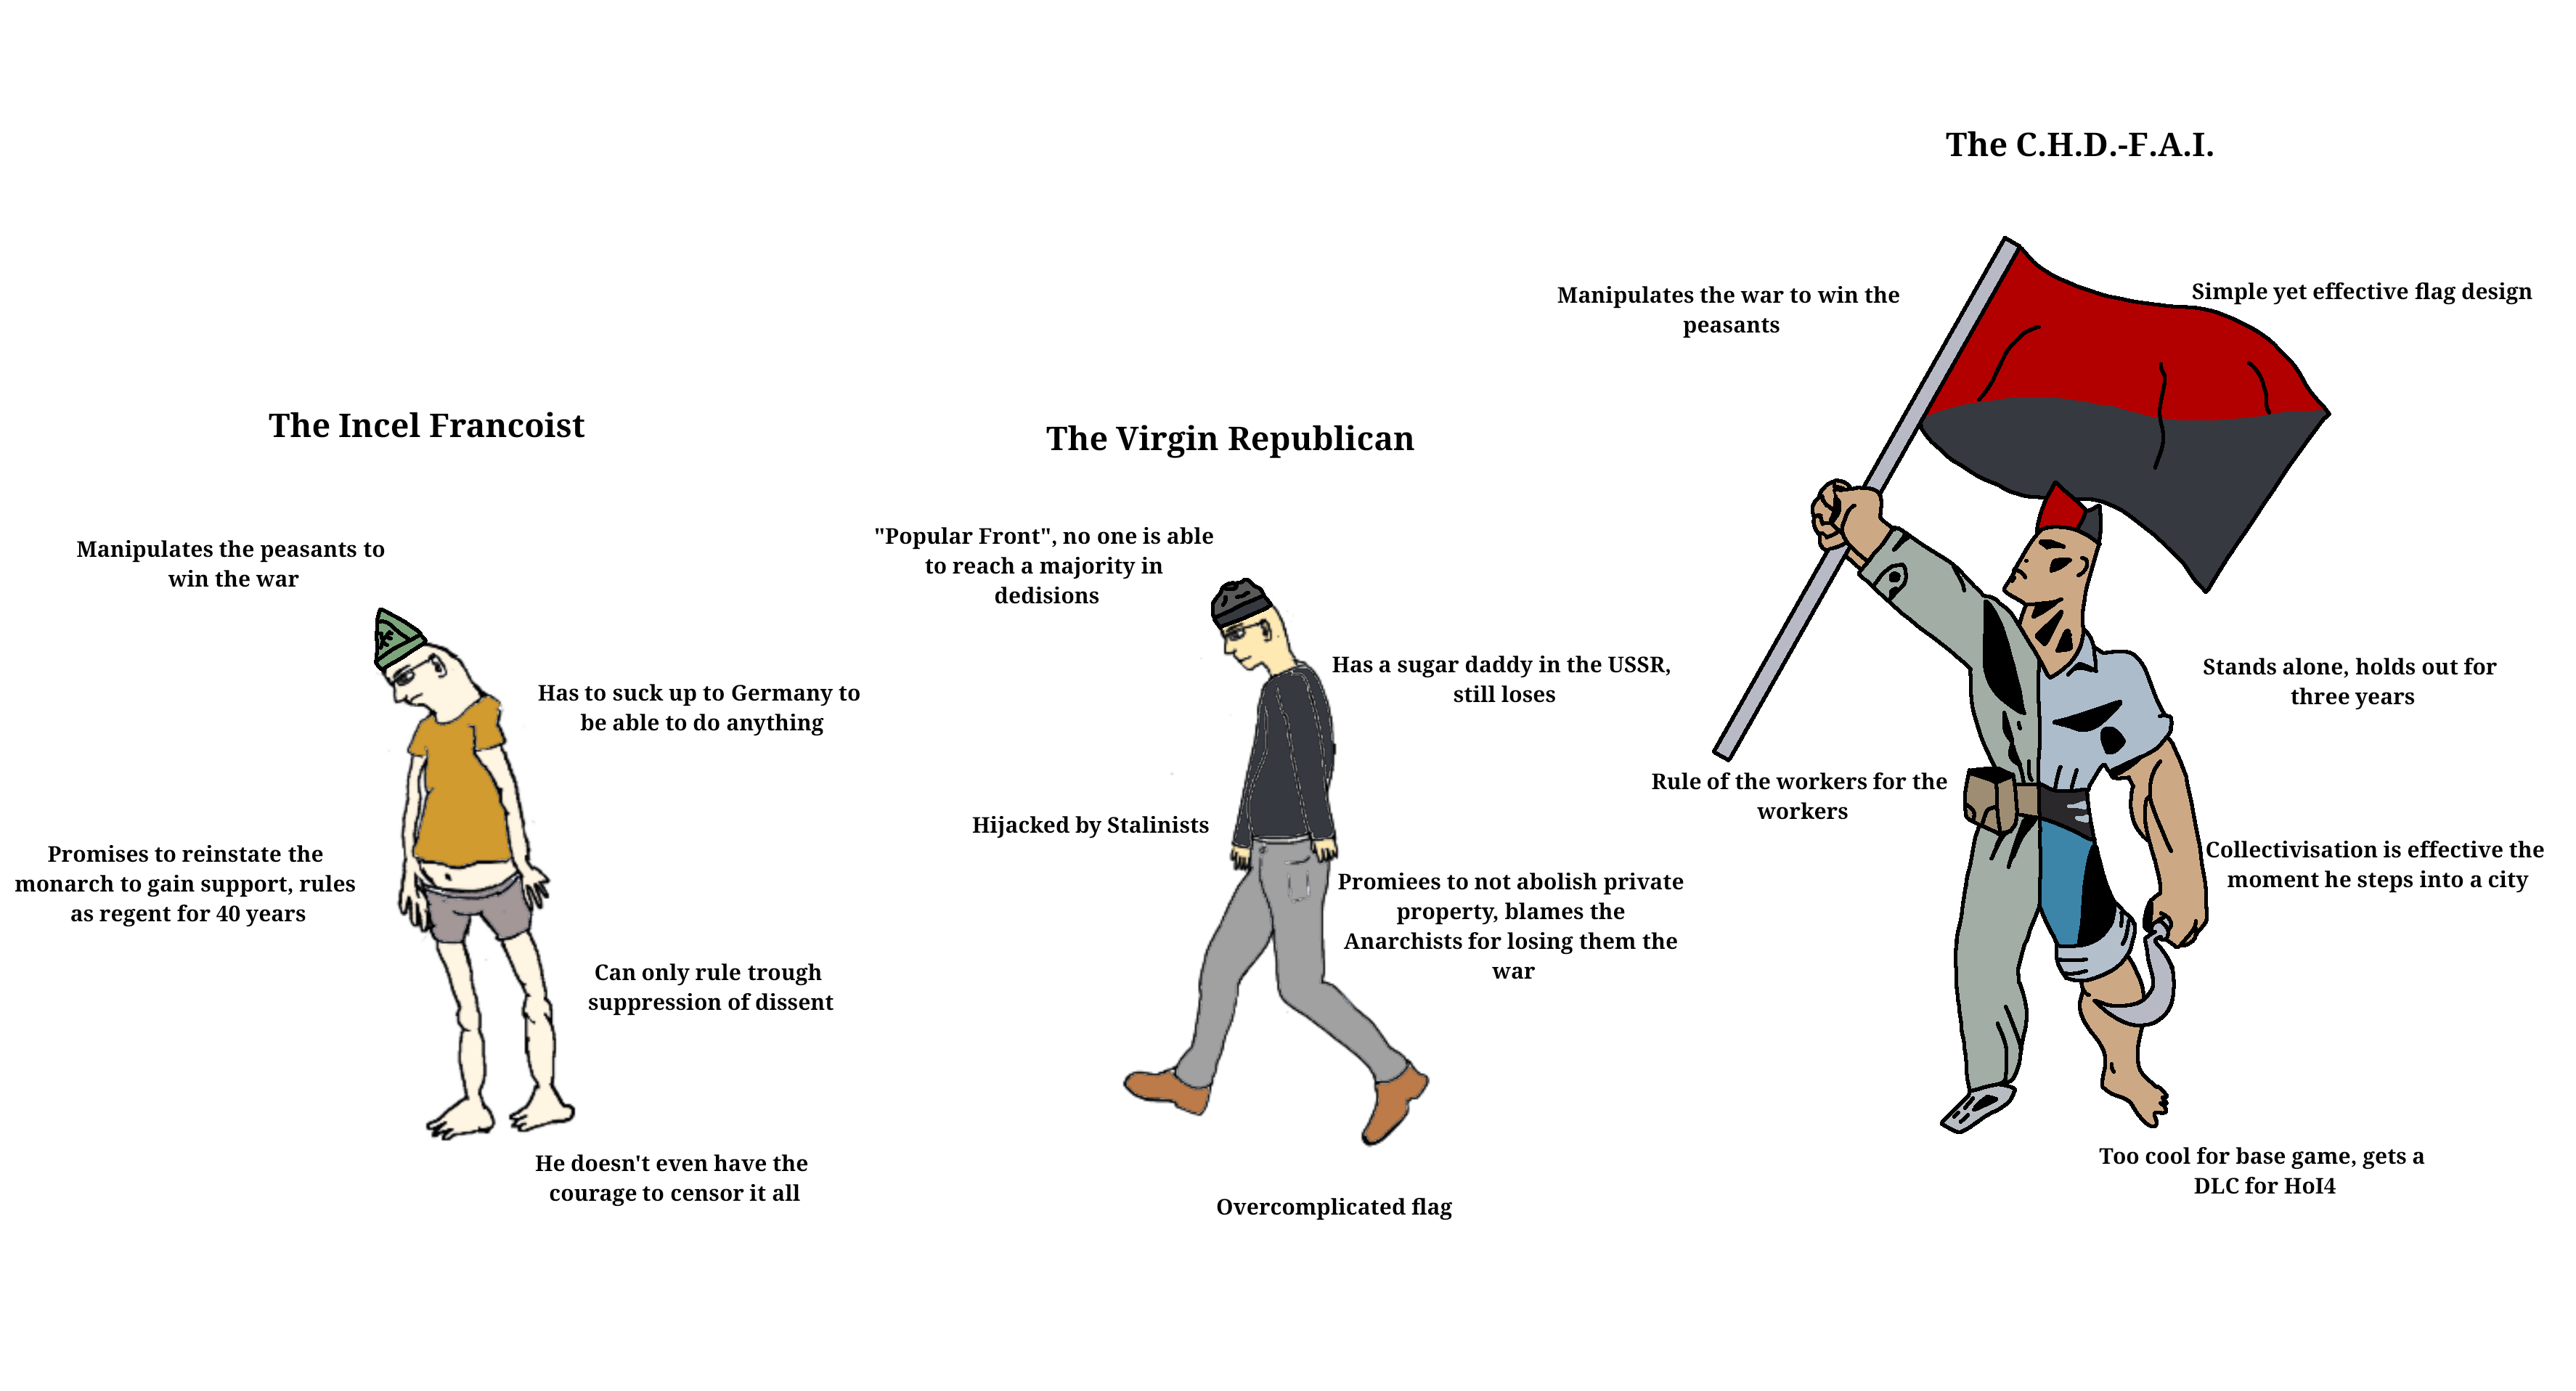 The Incel Francoist
Manipulates the peasants to
win the war
Has to suck up to Germany to
be able to do anything
Promises to reinstate the
monarch to gain support, rules
as regent for 40 years
Can only rule trough
suppression of dissent
He doesn't even have the
courage to censor it all
The Virgin Republican
"Popular Front", no one is able
to reach a majority in
dedisions
Has a sugar daddy in the USSR,
still loses
Hijacked by Stalinists
Promiees to not abolish private
property, blames the
Anarchists for losing them the
war
Overcomplicated flag
The C.H.D.-F.A.I.
Manipulates the war to win the
peasants
Simple yet effective flag design
Stands alone, holds out for
three years
Rule of the workers for the
workers
Collectivisation is effective the
moment he steps into a city
Too cool for base game, gets a
DLC for HoI4